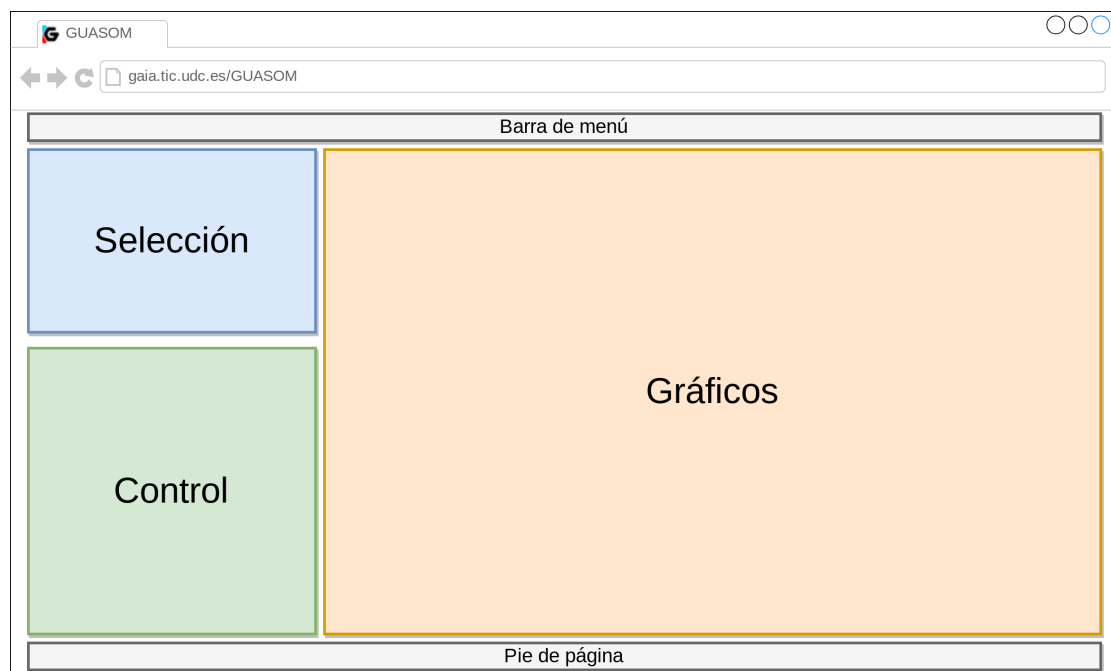 GUASOM
gaia.tic.udc.es/GUASOM
Barra de menú
Selección
Gráficos
Control
Pie de página